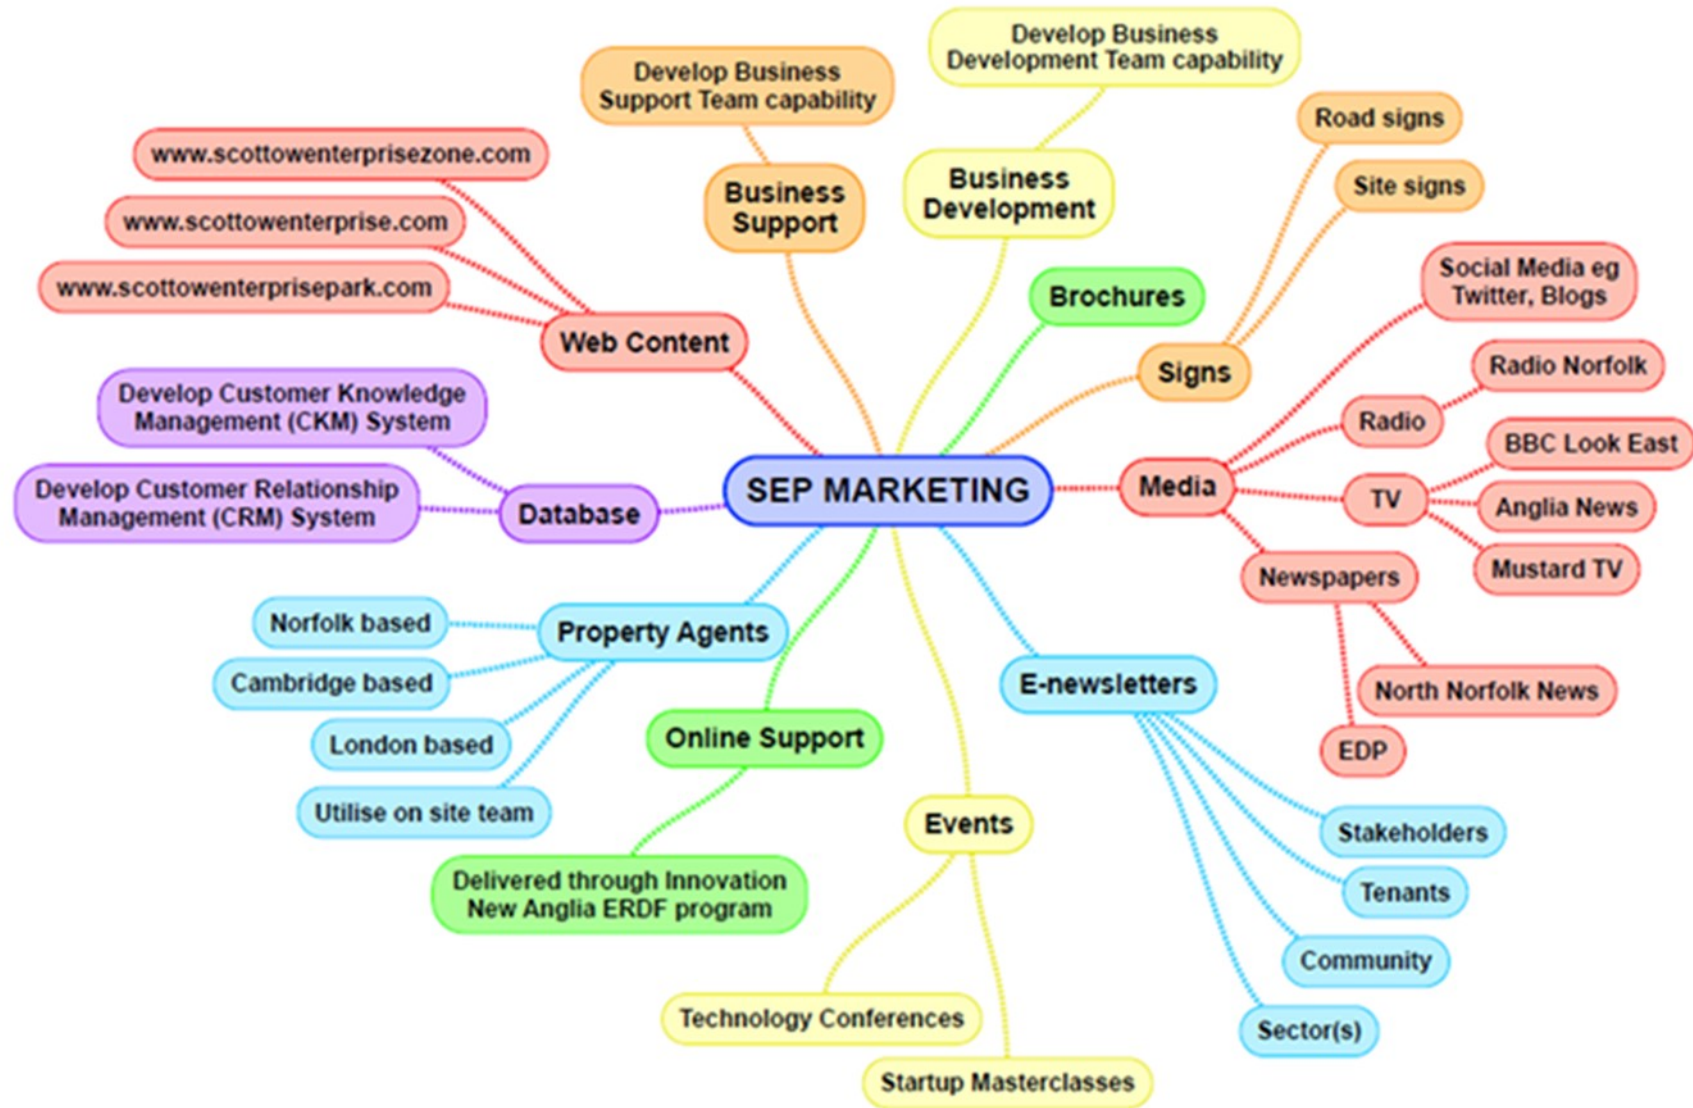 Develop Business
Development Team capability
Develop Business
Support Team capability
Road signs
www.scottowenterprisezone.com
Site signs
Business
Support
Business
Development
www.scottowenterprise.com
Social Media eg
Twitter, Blogs
www.scottowenterprisepark.com
Brochures
Web Content
Signs
Radio Norfolk
Develop Customer Knowledge
Management (CKM) System
Radio
BBC Look East
SEP MARKETING
Media
TV
Anglia News
Develop Customer Relationship
Management (CRM) System
Database
Mustard TV
Newspapers
Norfolk based
Property Agents
Cambridge based
E-newsletters
North Norfolk News
London based
Online Support
EDP
Utilise on site team
Events
Stakeholders
Delivered through Innovation
New Anglia ERDF program
Tenants
Community
Technology Conferences
Sector(s)
Startup Masterclasses